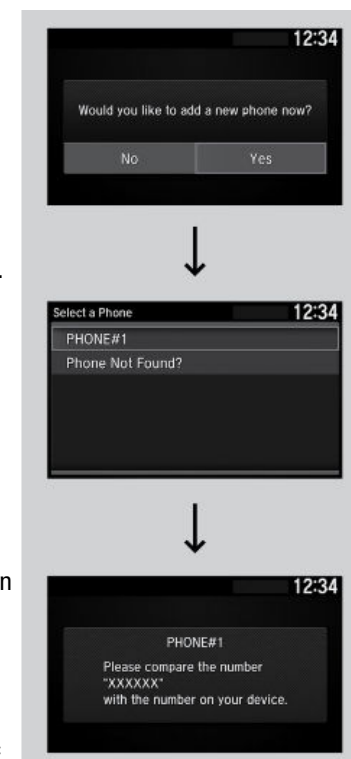 12:34
Would you like to add a new phone now?
No Yes
Select a Phone 12:34
PHONE#1
Phone Not Found?
.
n
12:34
PHONE#1
Please compare the number
"XXXXXX"
with the number on your device.